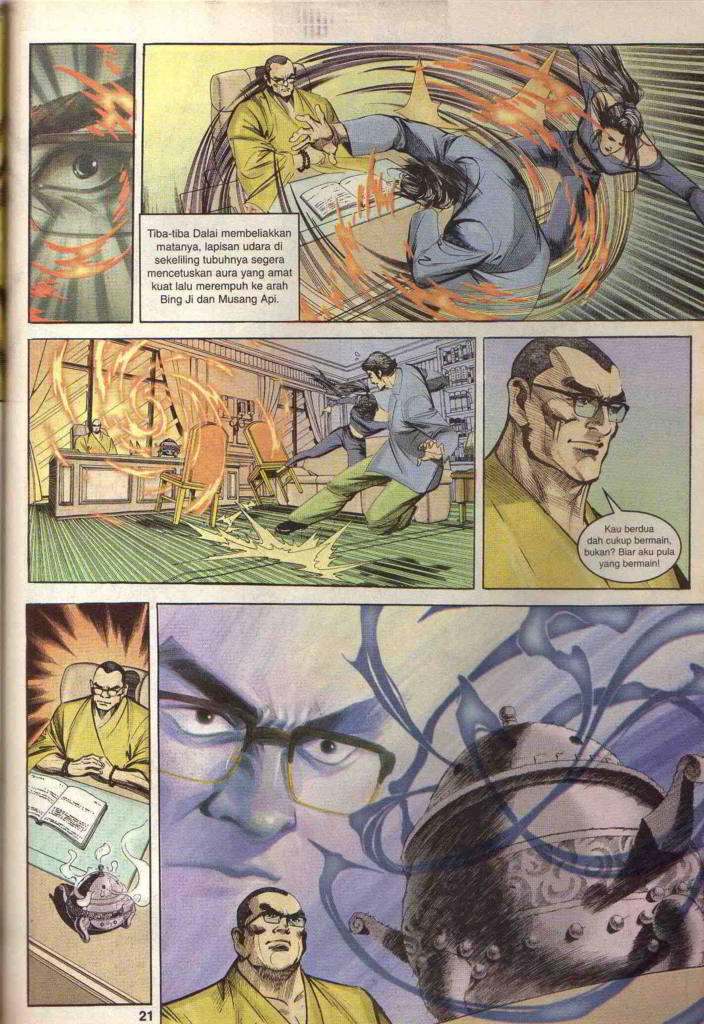 Tiba-tiba Dalai membeliakkan
matanya, lapisan udara di
sekeliling tubuhnya segera
mencetuskan aura yang amat
kuat lalu merempuh ke arah
Bing Ji dan Musang Api.
Kau berdua
dah cukup bermain,
bukan? Biar aku pula
yang bermain!
21